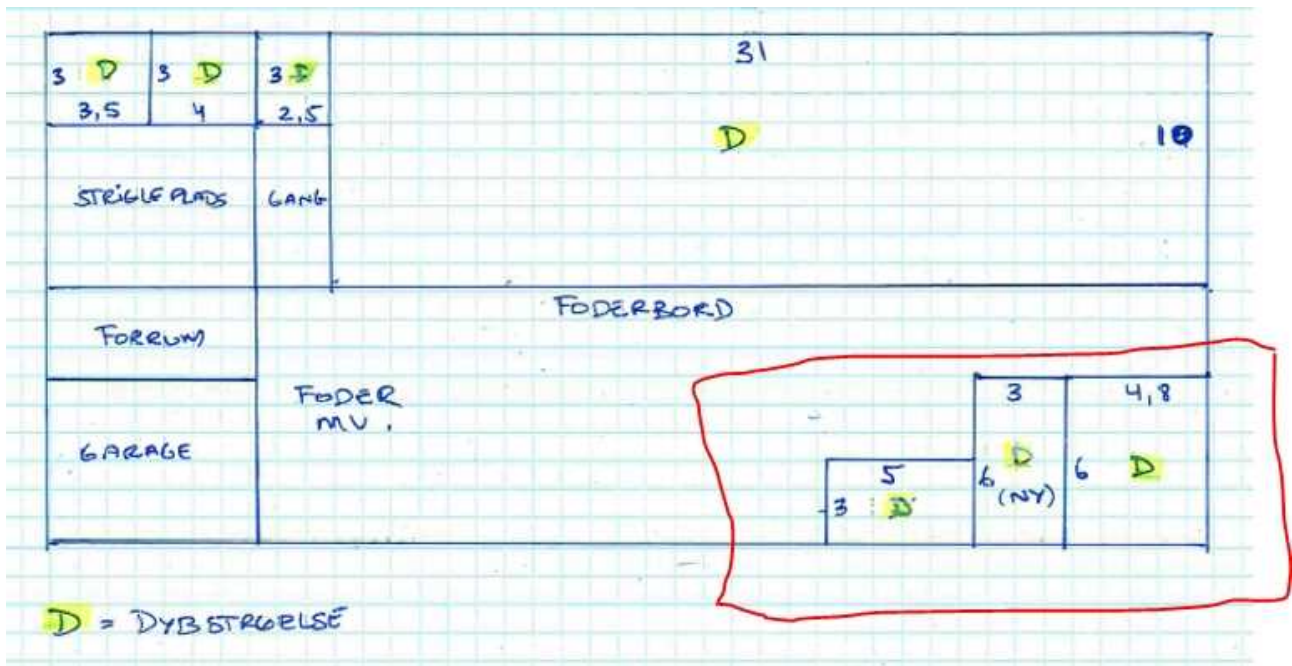 31
3 D 3 D 3 D
3,5 4 2,5
D 10
STRIGLEPLADS GANG
FODERBORD
FORRUM
FODER
MV.
3 4,8
GARAGE
5 6 D 6 D
3 D (NY)
D = DYBSTRØELSE